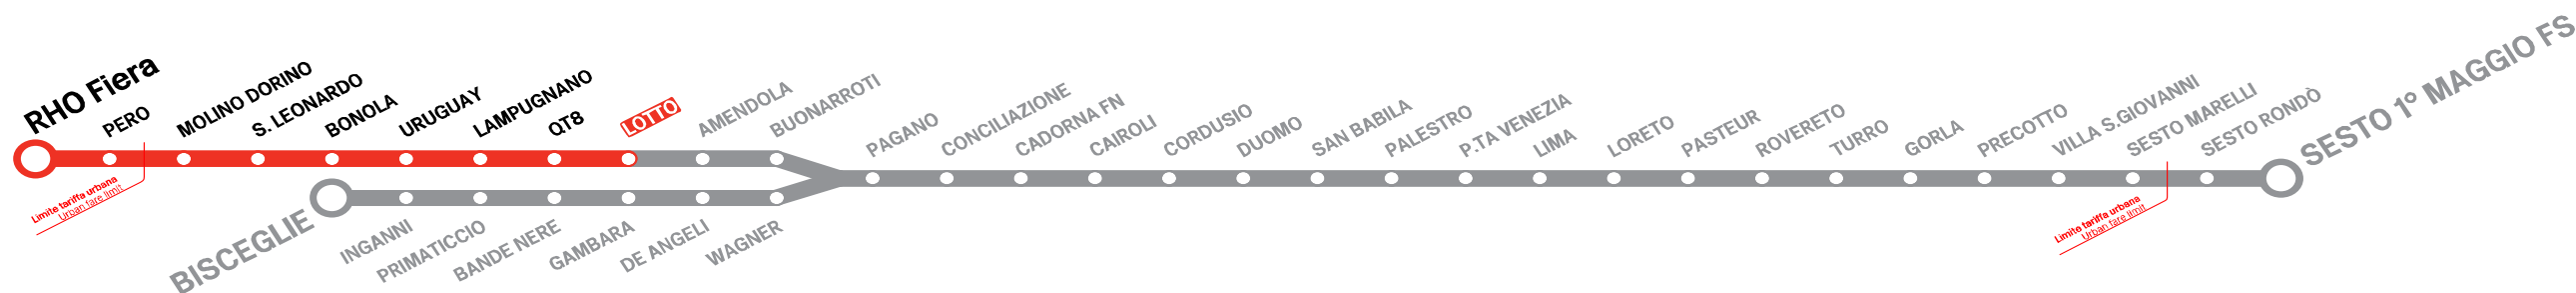 RHO Fiera
PERO
MOLINO DORINO
S. LEONARDO
BONOLA
URUGUAY
LAMPUGNANO
QT8
LOTTO
AMENDOLA
BUONARROTI
PAGANO
CONCILIAZIONE
CADORNA FN
CAIROLI
CORDUSIO
DUOMO
SAN BABILA
PALESTRO
P.TA VENEZIA
LIMA
LORETO
PASTEUR
ROVERETO
TURRO
GORLA
PRECOTTO
VILLA S.GIOVANNI
SESTO MARELLI
SESTO RONDÒ
SESTO 1° MAGGIO FS
Limite tariffa urbana
Urban fare limit
BISCEGLIE
INGANNI
PRIMATICCIO
BANDE NERE
GAMBARA
DE ANGELI
WAGNER
Limite tariffa urbana
Urban fare limit